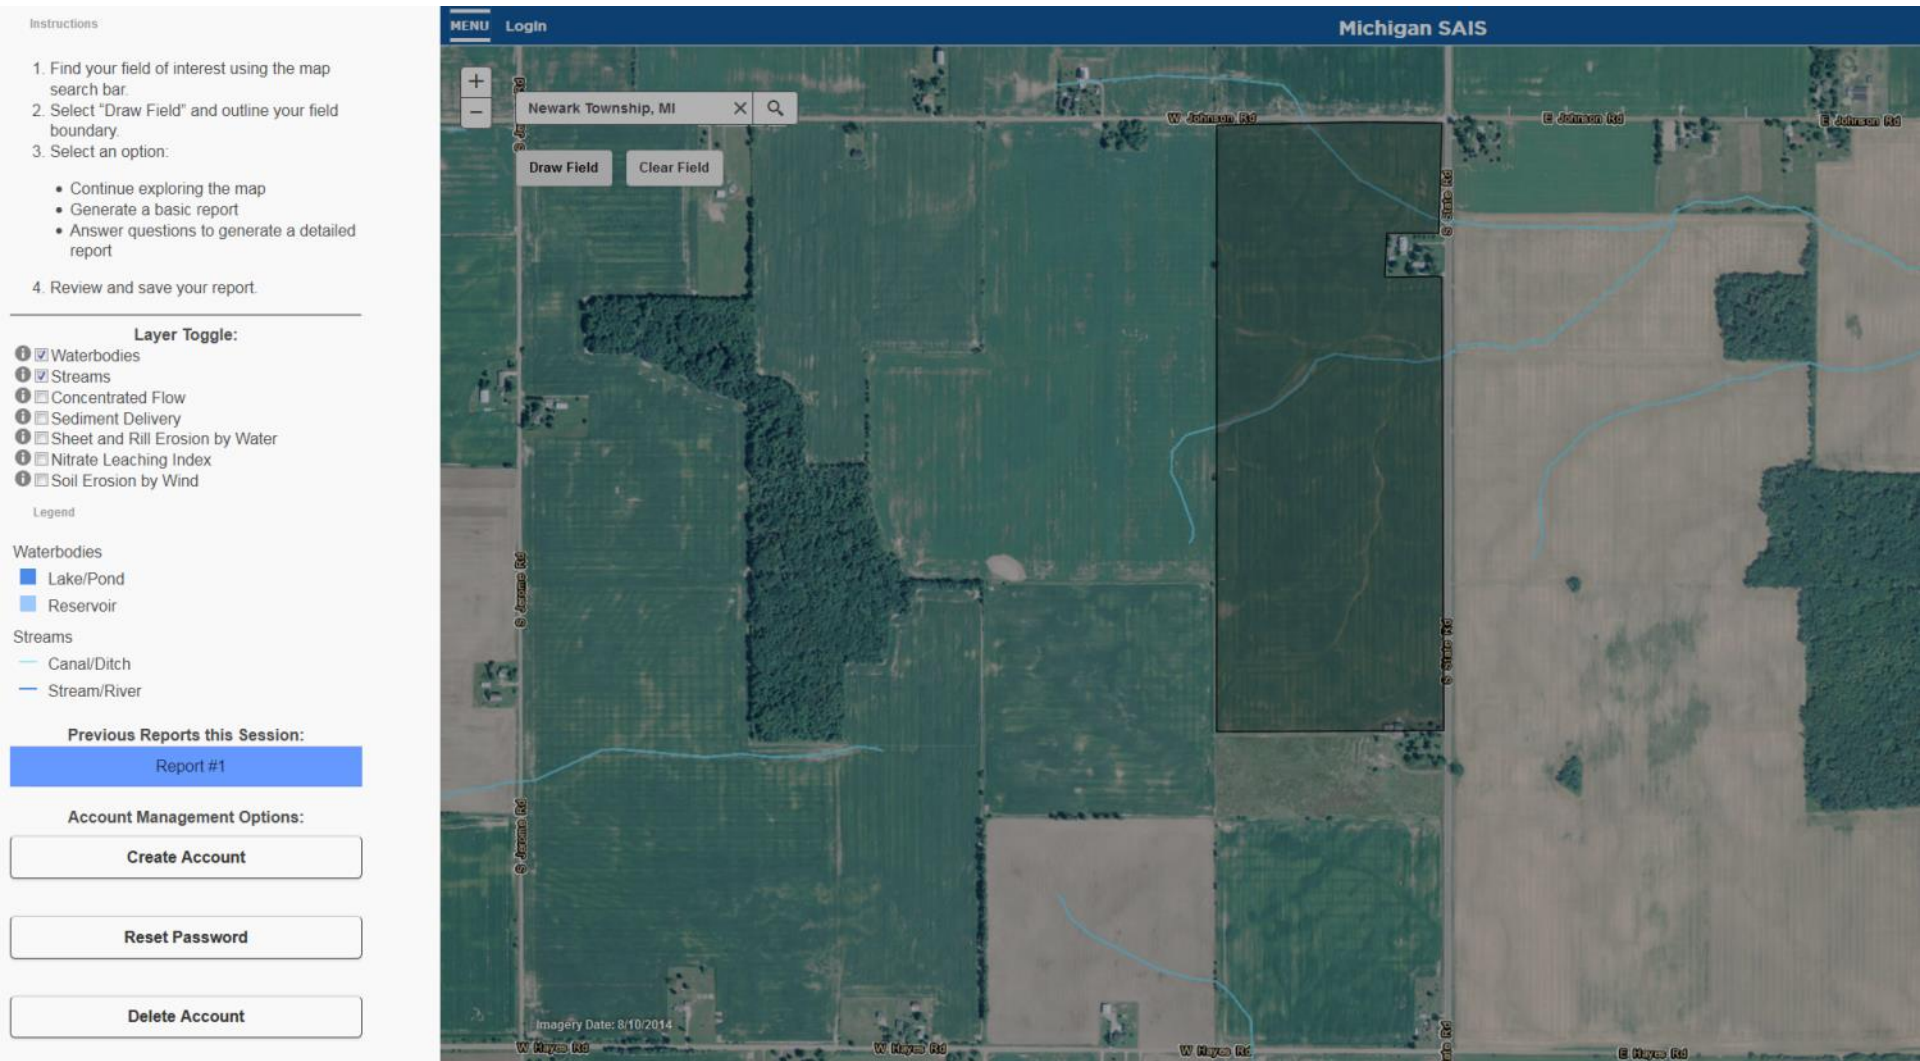 Instructions
1. Find your field of interest using the map
search bar.
2. Select “Draw Field” and outline your field
boundary.
3. Select an option:
• Continue exploring the map
• Generate a basic report
• Answer questions to generate a detailed
report
4. Review and save your report.
Layer Toggle:
Waterbodies
Streams
Concentrated Flow
Sediment Delivery
Sheet and Rill Erosion by Water
Nitrate Leaching Index
Soil Erosion by Wind
Legend
Waterbodies
Lake/Pond
Reservoir
Streams
Canal/Ditch
Stream/River
Previous Reports this Session:
Report #1
Account Management Options:
Create Account
Reset Password
Delete Account
MENU Login
Michigan SAIS
+
−
Newark Township, MI
Draw Field
Clear Field
W Johnson Rd
E Johnson Rd
E Johnson Rd
S State Rd
S Jerome Rd
S State Rd
S Jerome Rd
Imagery Date: 8/10/2014
W Hayes Rd
W Hayes Rd
W Hayes Rd
E Hayes Rd